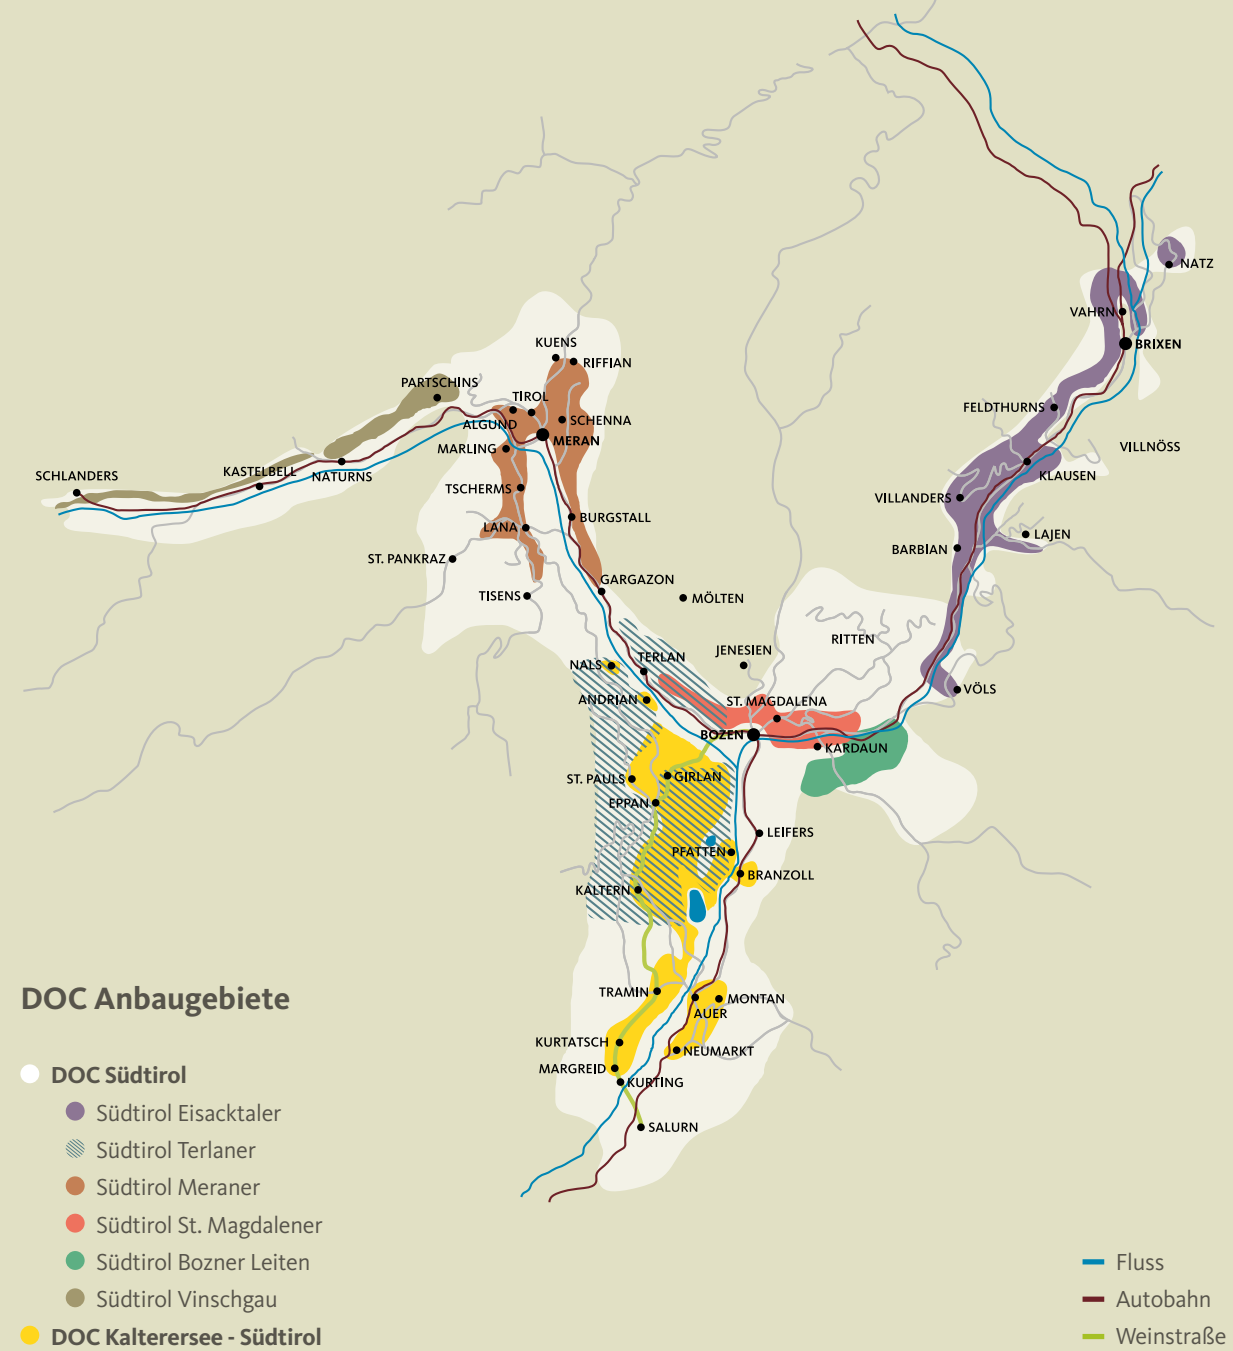 NATZ
VAHRN
BRIXEN
KUENS
RIFFIAN
PARTSCHINS
TIROL
FELDTHURNS
ALGUND
SCHENNA
MERAN
MARLING
VILLNÖSS
SCHLANDERS
KASTELBELL
NATURNS
KLAUSEN
TSCHERMS
VILLANDERS
BURGSTALL
LANA
LAJEN
BARBIAN
ST. PANKRAZ
GARGAZON
TISENS
MÖLTEN
RITTEN
JENESIEN
TERLAN
NALS
VÖLS
ANDRIAN
ST. MAGDALENA
BOZEN
KARDAUN
ST. PAULS
GIRLAN
EPPAN
LEIFERS
PFATTEN
BRANZOLL
KALTERN
TRAMIN
MONTAN
AUER
KURTATSCH
NEUMARKT
MARGREID
KURTING
SALURN
DOC Anbaugebiete
DOC Südtirol
Südtirol Eisacktaler
Südtirol Terlaner
Südtirol Meraner
Südtirol St. Magdalener
Südtirol Bozner Leiten
Südtirol Vinschgau
DOC Kalterersee - Südtirol
Fluss
Autobahn
Weinstraße